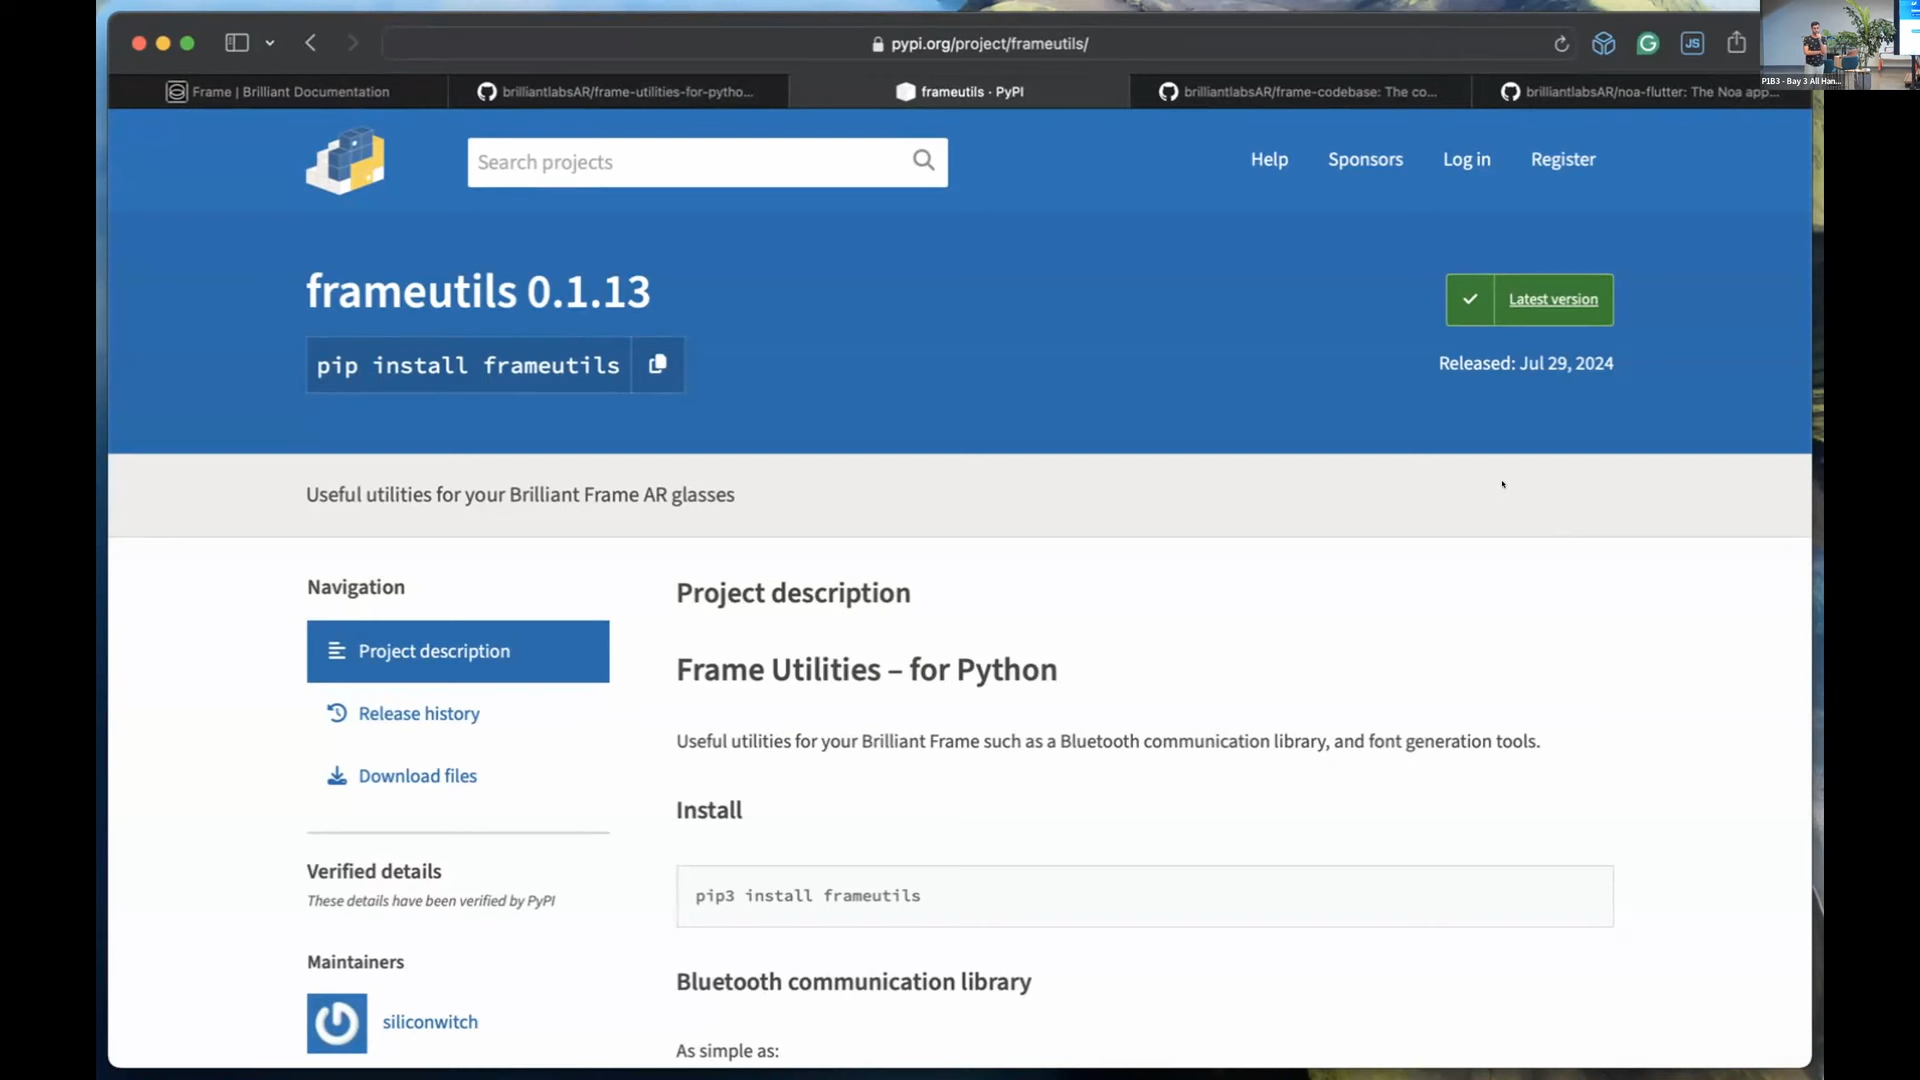 pypi.org/project/frameutils/
P1B3 - Bay 3 All Han...
Frame | Brilliant Documentation
brilliantlabsAR/frame-utilities-for-pytho...
frameutils · PyPI
brilliantlabsAR/frame-codebase: The co...
brilliantlabsAR/noa-flutter: The Noa app...
Search projects
Help
Sponsors
Log in
Register
frameutils 0.1.13
Latest version
pip install frameutils
Released: Jul 29, 2024
Useful utilities for your Brilliant Frame AR glasses
Navigation
Project description
Release history
Download files
Verified details
These details have been verified by PyPI
Maintainers
siliconwitch
Project description
Frame Utilities – for Python
Useful utilities for your Brilliant Frame such as a Bluetooth communication library, and font generation tools.
Install
pip3 install frameutils
Bluetooth communication library
As simple as: